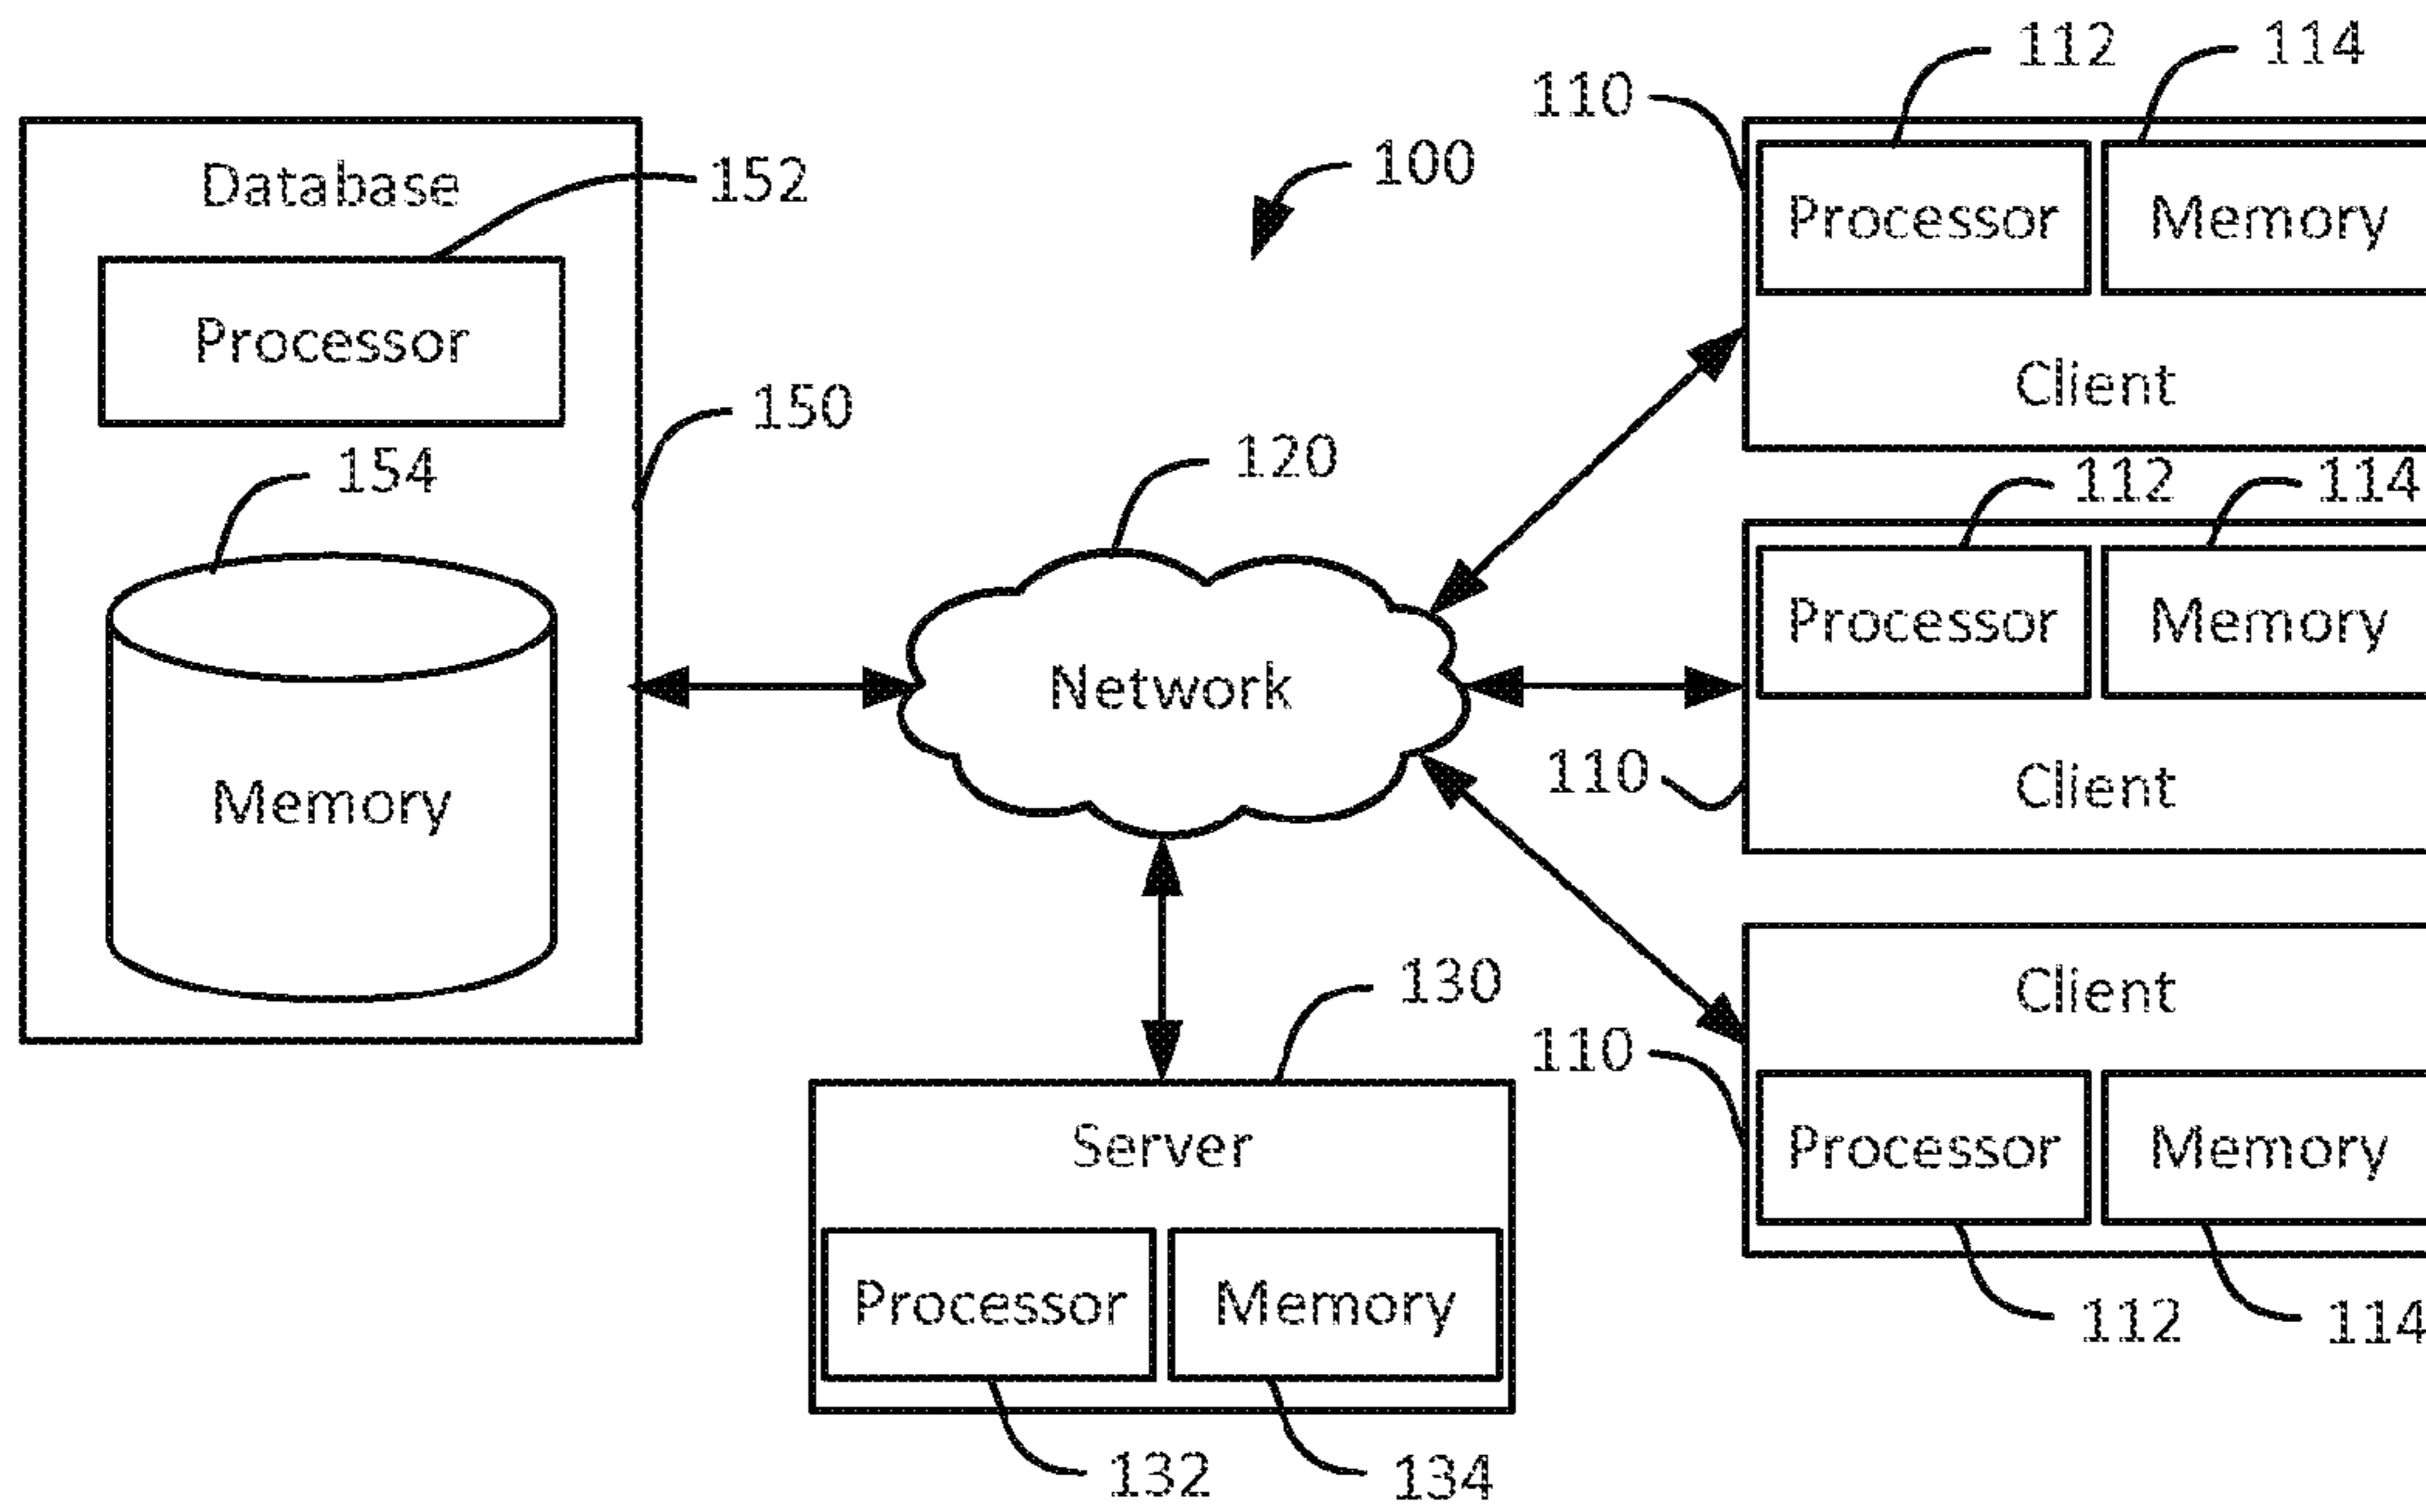 112
114
110
Database
152
100
Processor
Memory
Processor
150
Client
154
120
112
114
Processor
Memory
Network
Memory
110
Client
130
Client
110
Server
Processor
Memory
Processor
Memory
112
114
132
134